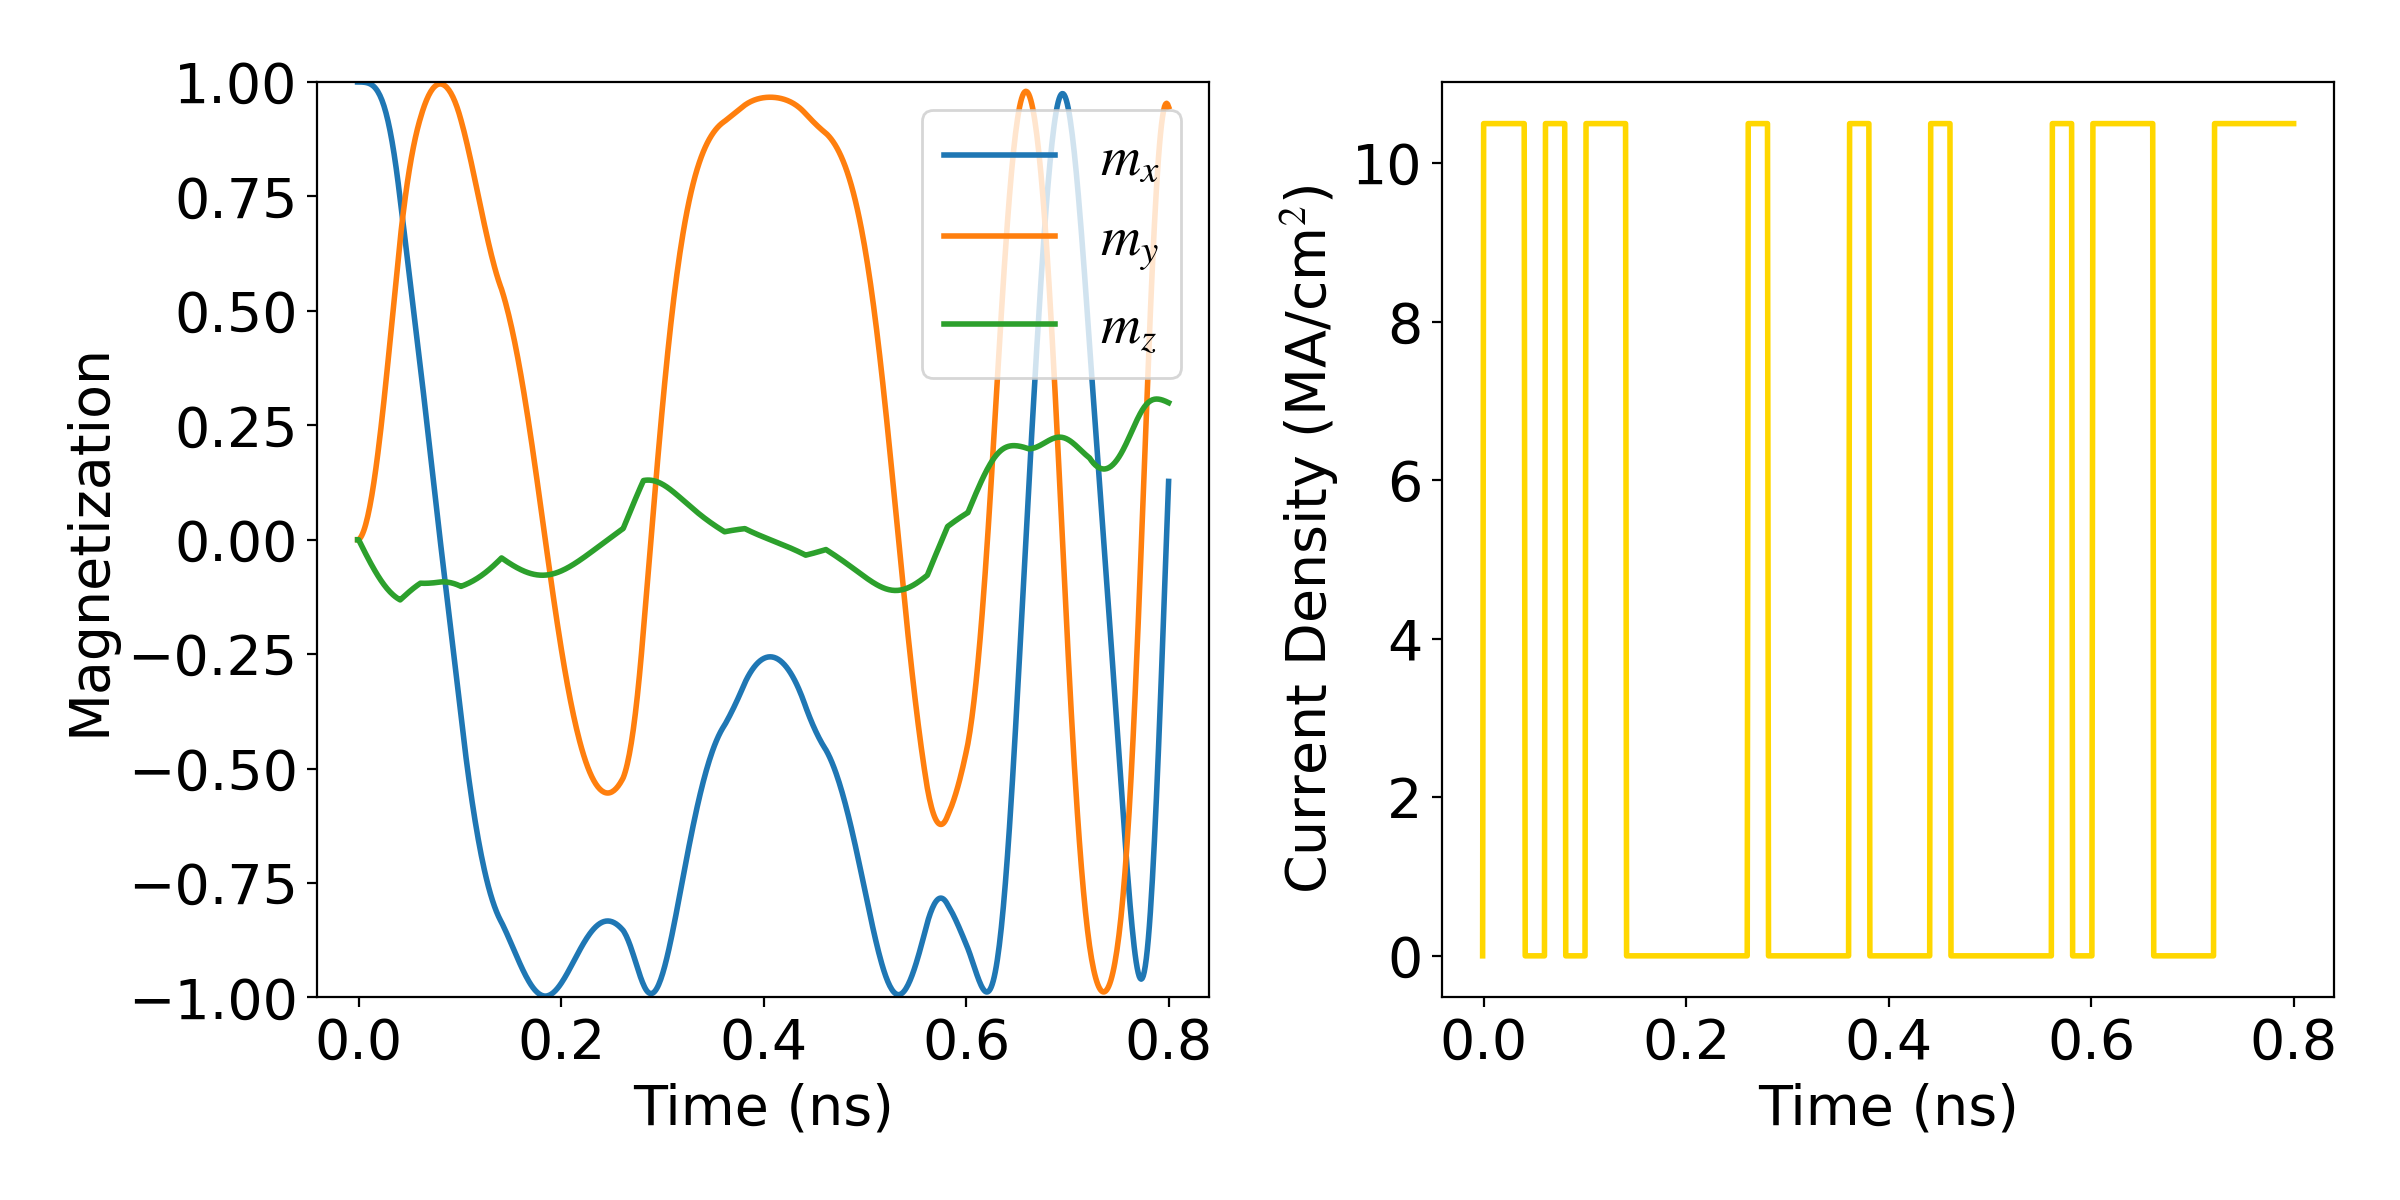 1.00
0.75
0.50
0.25
0.00
−0.25
−0.50
−0.75
−1.00
Magnetization
0.0 0.2 0.4 0.6 0.8
Time (ns)
m_x
m_y
m_z
10
8
6
4
2
0
Current Density (MA/cm²)
0.0 0.2 0.4 0.6 0.8
Time (ns)